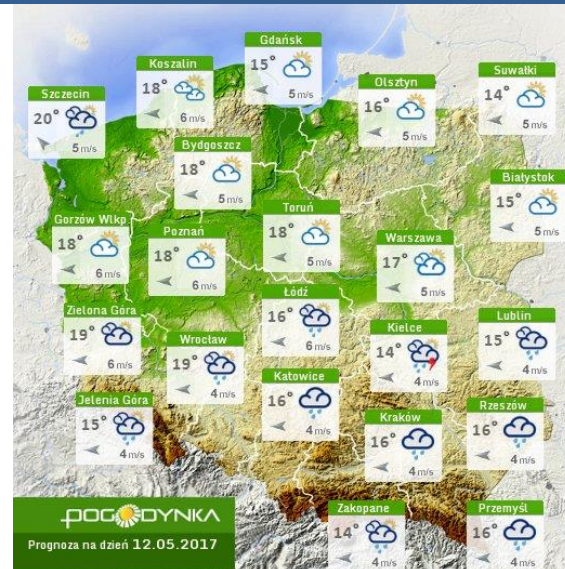 Gdańsk
15°
5 m/s
Koszalin
18°
6 m/s
Olsztyn
16°
5 m/s
Suwałki
14°
5 m/s
Szczecin
20°
5 m/s
Bydgoszcz
18°
5 m/s
Białystok
15°
5 m/s
Gorzów Wlkp
18°
6 m/s
Poznań
18°
6 m/s
Toruń
18°
5 m/s
Warszawa
17°
5 m/s
Zielona Góra
19°
6 m/s
Wrocław
19°
4 m/s
Łódź
16°
6 m/s
Kielce
14°
4 m/s
Lublin
15°
4 m/s
Jelenia Góra
15°
4 m/s
Katowice
16°
4 m/s
Kraków
16°
4 m/s
Rzeszów
16°
4 m/s
Zakopane
14°
4 m/s
Przemyśl
16°
4 m/s
POGODYNKA
Prognoza na dzień 12.05.2017